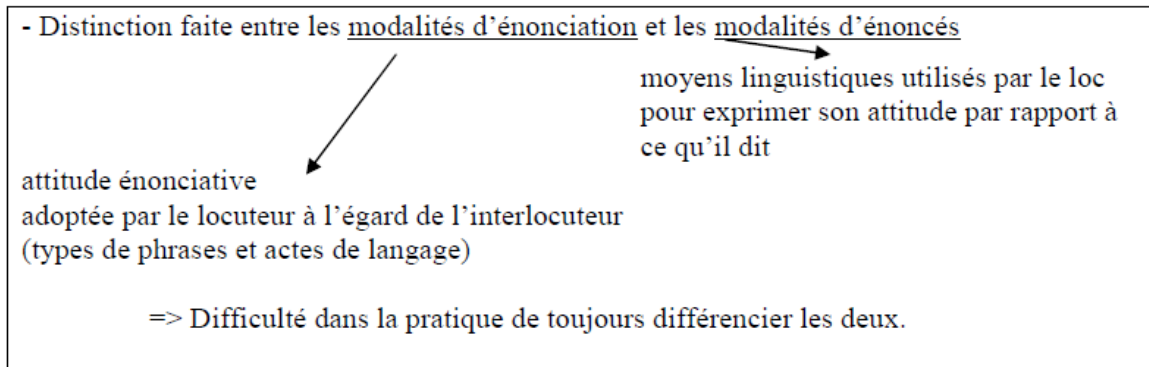 - Distinction faite entre les modalités d’énonciation et les modalités d’énoncés
moyens linguistiques utilisés par le loc
pour exprimer son attitude par rapport à
ce qu’il dit
attitude énonciative
adoptée par le locuteur à l’égard de l’interlocuteur
(types de phrases et actes de langage)
=> Difficulté dans la pratique de toujours différencier les deux.